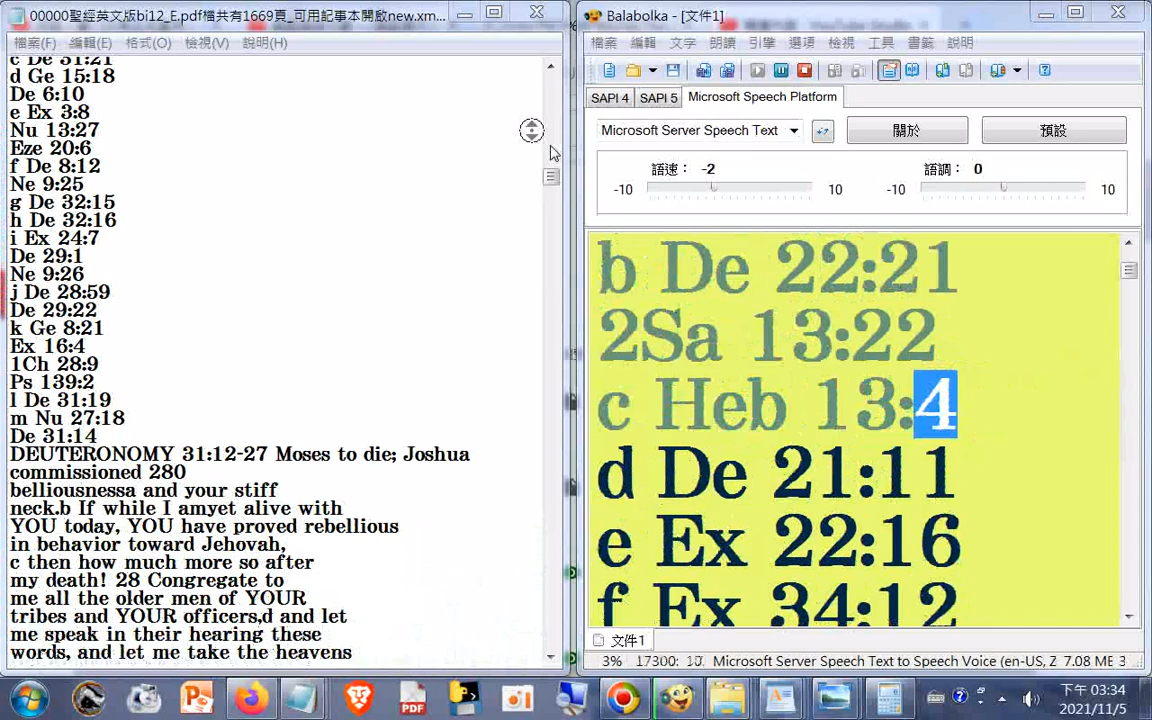 00000聖經英文版bi12_E.pdf檔共有1669頁_可用記事本開啟new.xm...
檔案(F) 編輯(E) 格式(O) 檢視(V) 說明(H)
c De 31:21
d Ge 15:18
De 6:10
e Ex 3:8
Nu 13:27
Eze 20:6
f De 8:12
Ne 9:25
g De 32:15
h De 32:16
i Ex 24:7
De 29:1
Ne 9:26
j De 28:59
De 29:22
k Ge 8:21
Ex 16:4
1Ch 28:9
Ps 139:2
l De 31:19
m Nu 27:18
De 31:14
DEUTERONOMY 31:12-27 Moses to die; Joshua
commissioned 280
belliousnessa and your stiff
neck.b If while I amyet alive with
YOU today, YOU have proved rebellious
in behavior toward Jehovah,
c then how much more so after
my death! 28 Congregate to
me all the older men of YOUR
tribes and YOUR officers,d and let
me speak in their hearing these
words, and let me take the heavens
Balabolka - [文件1]
檔案 編輯 文字 朗讀 引擎 選項 檢視 工具 書籤 說明
SAPI 4 SAPI 5 Microsoft Speech Platform
Microsoft Server Speech Text 關於 預設
語速： -2 語調： 0
-10 10 -10 10
b De 22:21
2Sa 13:22
c Heb 13:4
d De 21:11
e Ex 22:16
f Ex 34:12
文件1
3% 17300: 10. Microsoft Server Speech Text to Speech Voice (en-US, Z 7.08 ME 3
PDF
下午 03:34
2021/11/5